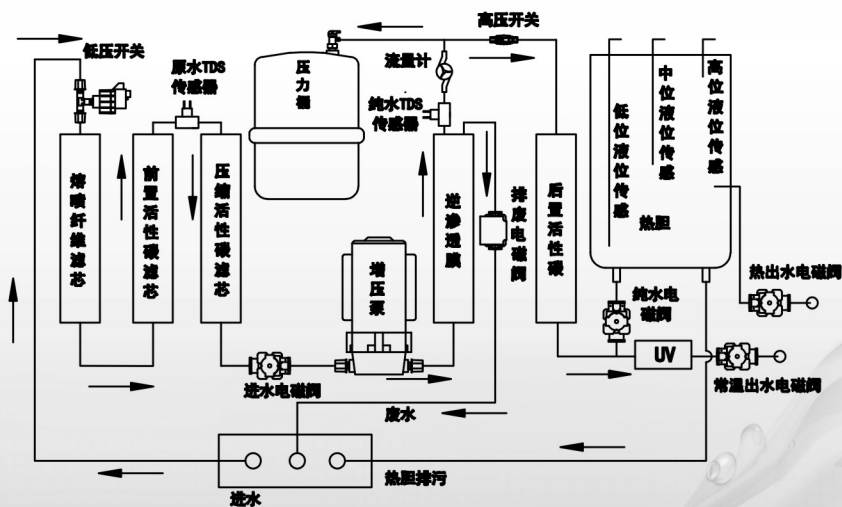 低压开关
原水TDS
传感器
压力桶
高压开关
流量计
纯水TDS
传感器
低位液位传感
中位液位传感
高位液位传感
热胆
熔喷纤维滤芯
前置活性碳滤芯
压缩活性碳滤芯
增压泵
逆渗透膜
排废电磁阀
后置活性碳
纯水电
磁阀
热出水电磁阀
UV
常温出水电磁阀
进水电磁阀
废水
进水
热胆排污